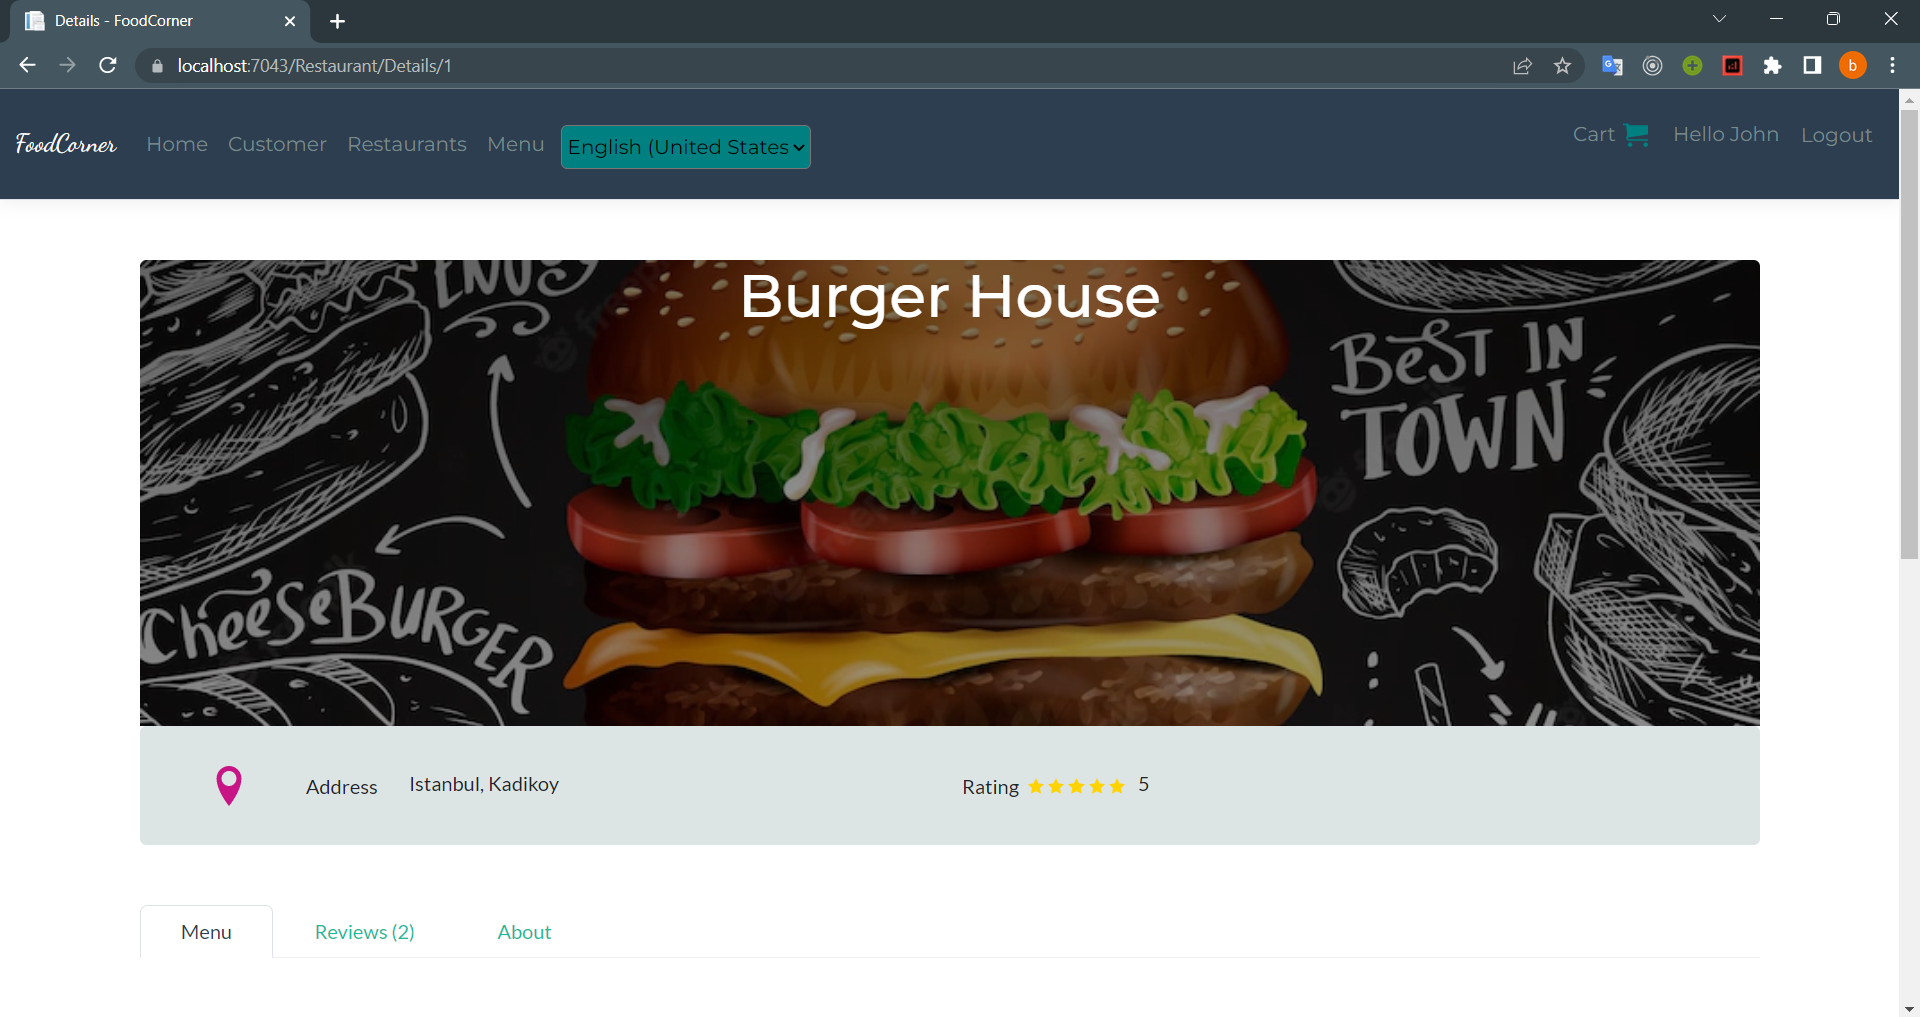 Details - FoodCorner
localhost:7043/Restaurant/Details/1
b
FoodCorner
Home
Customer
Restaurants
Menu
English (United States
Cart
Hello John
Logout
Burger House
BEST IN
TOWN
CHEESEBURGER
Address
Istanbul, Kadikoy
Rating
5
Menu
Reviews (2)
About